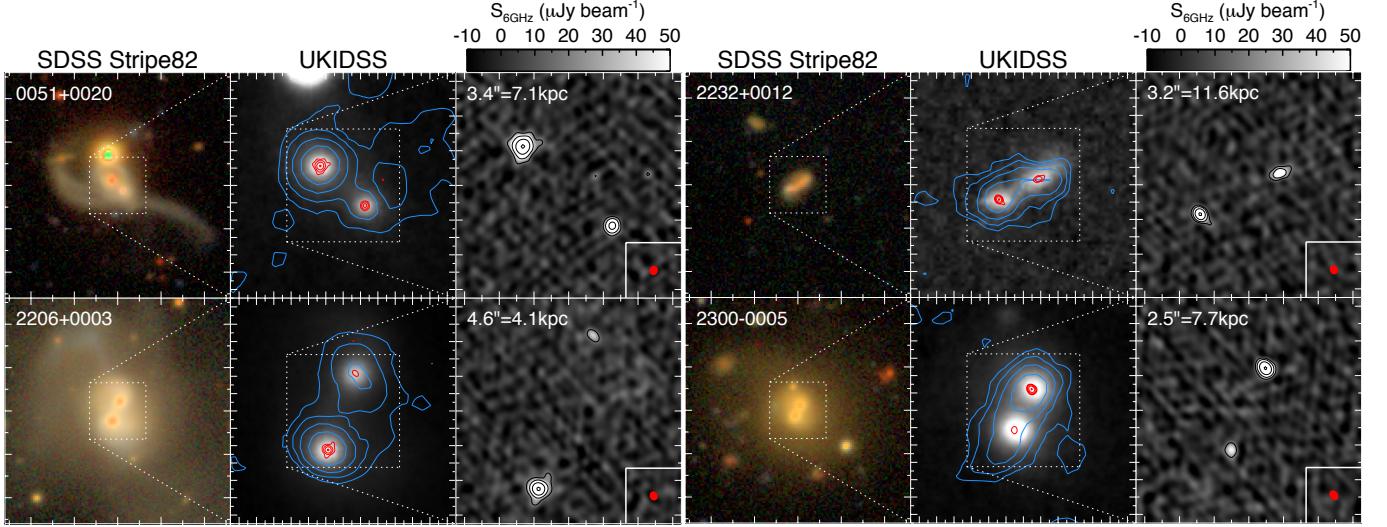 S6GHz (μJy beam-1)
-10 0 10 20 30 40 50
SDSS Stripe82
UKIDSS
S6GHz (μJy beam-1)
-10 0 10 20 30 40 50
SDSS Stripe82
UKIDSS
0051+0020
3.4"=7.1kpc
2232+0012
3.2"=11.6kpc
2206+0003
4.6"=4.1kpc
2300-0005
2.5"=7.7kpc